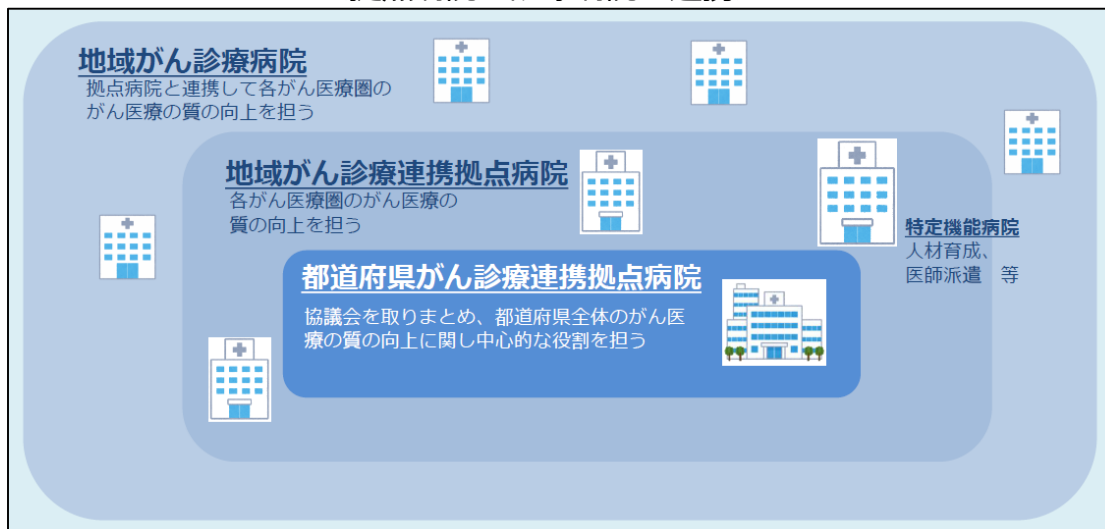 地域がん診療病院
拠点病院と連携して各がん医療圏の
がん医療の質の向上を担う
地域がん診療連携拠点病院
各がん医療圏のがん医療の
質の向上を担う
特定機能病院
人材育成、
医師派遣　等
都道府県がん診療連携拠点病院
協議会を取りまとめ、都道府県全体のがん医
療の質の向上に関し中心的な役割を担う